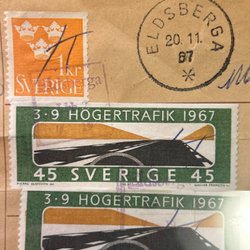 1 kr
SVERIGE
ELDSBERGA
20.11.
67
3·9 HÖGERTRAFIK 1967
45 SVERIGE 45
3·9 HÖGERTRAFIK 1967